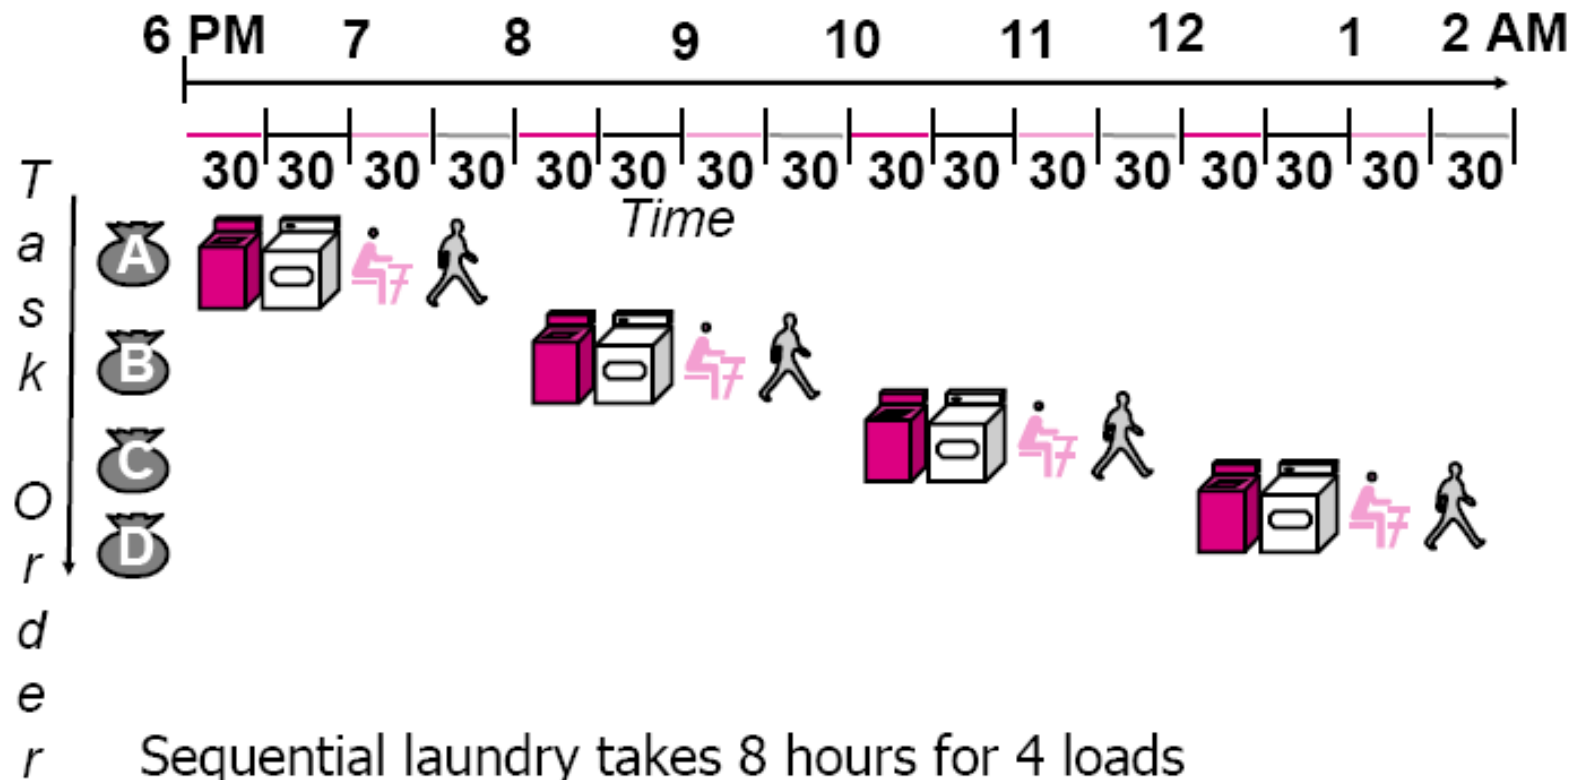 6 PM 7 8 9 10 11 12 1 2 AM
30 30 30 30 30 30 30 30 30 30 30 30 30 30 30 30
Time
Task Order
A
B
C
D
Sequential laundry takes 8 hours for 4 loads